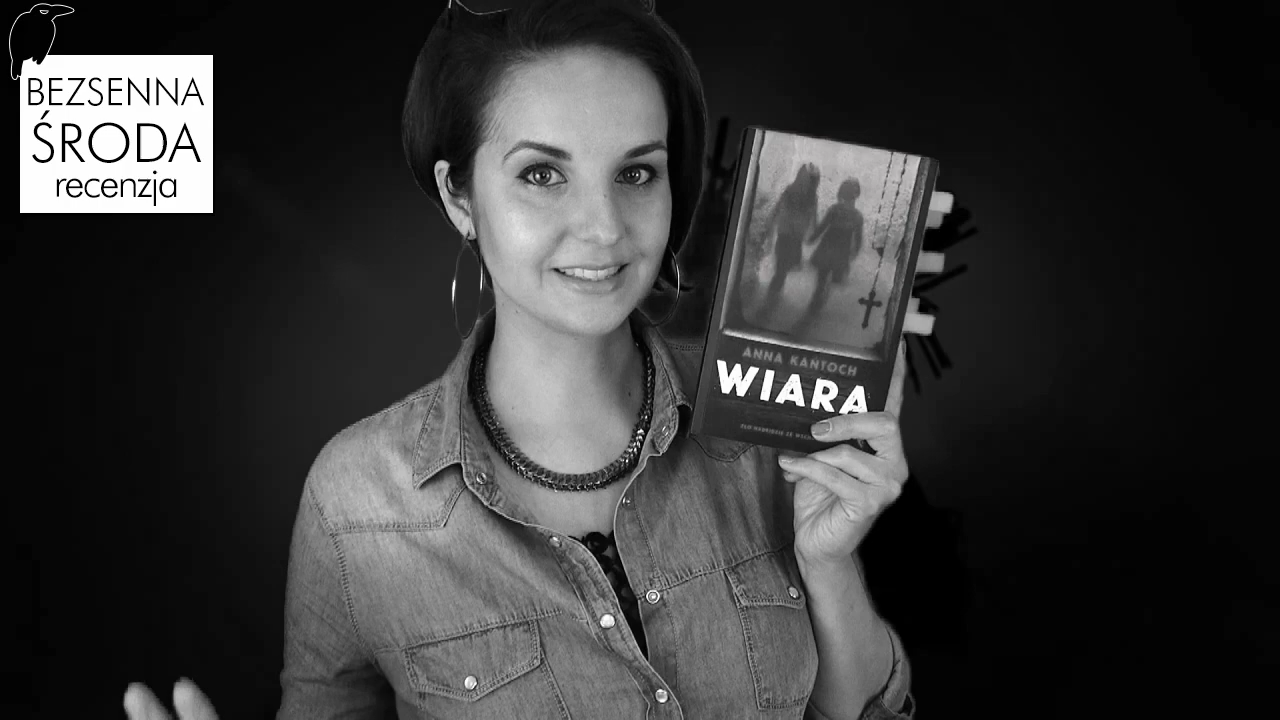 BEZSENNA
ŚRODA
recenzja
ANNA KAŃTOCH
WIARA